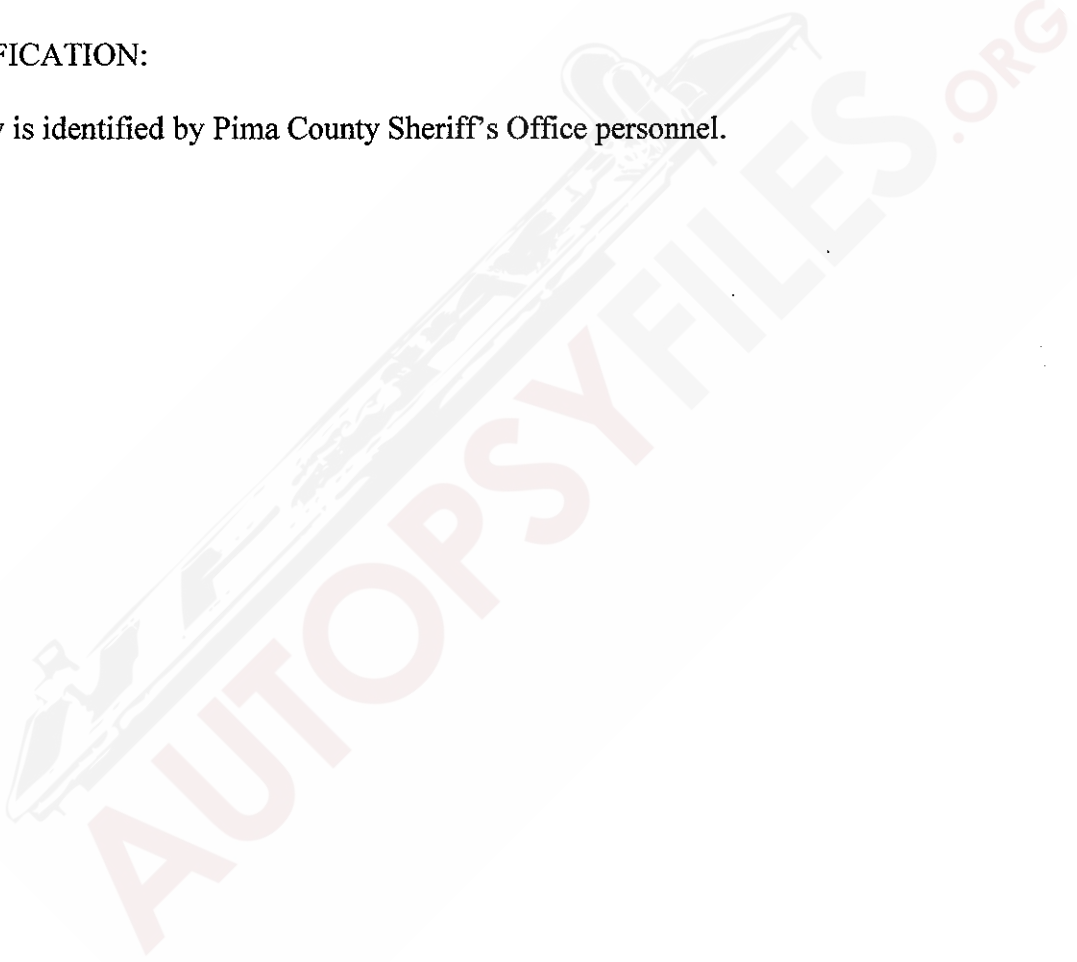 FICATION:
y is identified by Pima County Sheriff's Office personnel.
AUTOPSYFILES.ORG